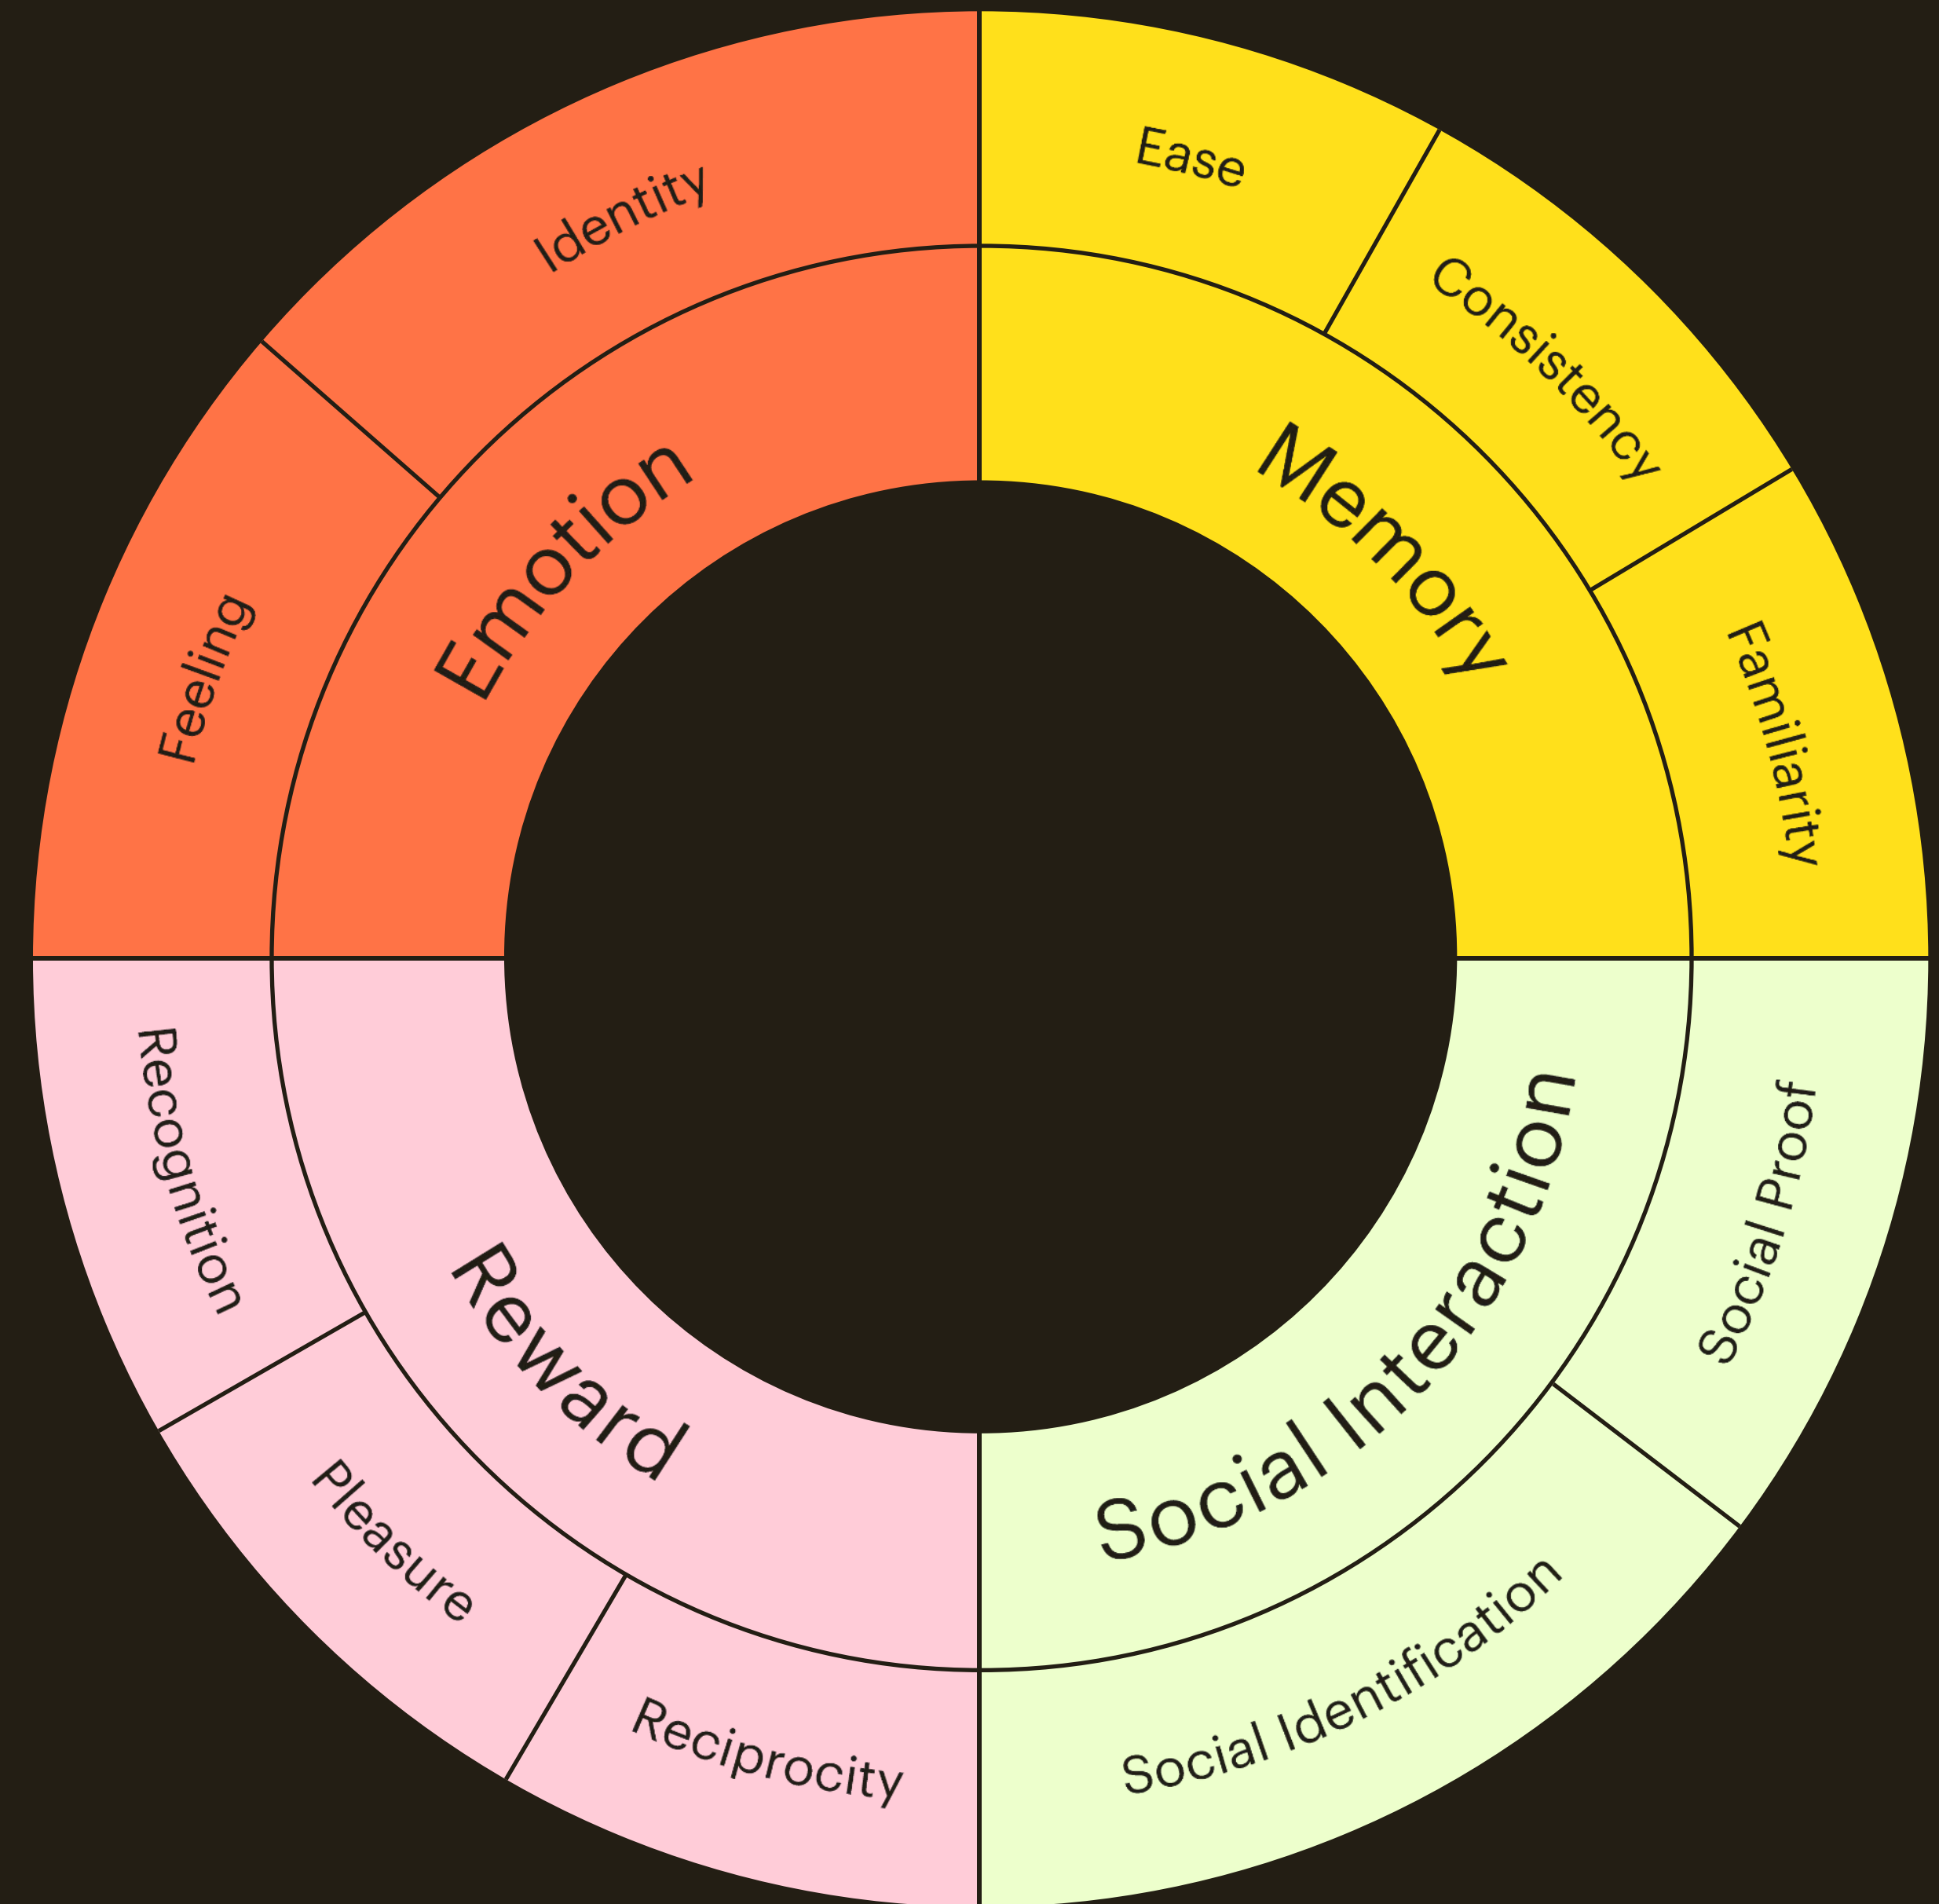 Emotion
Identity
Feeling
Memory
Ease
Consistency
Familiarity
Social Interaction
Social Proof
Social Identification
Reward
Recognition
Pleasure
Reciprocity